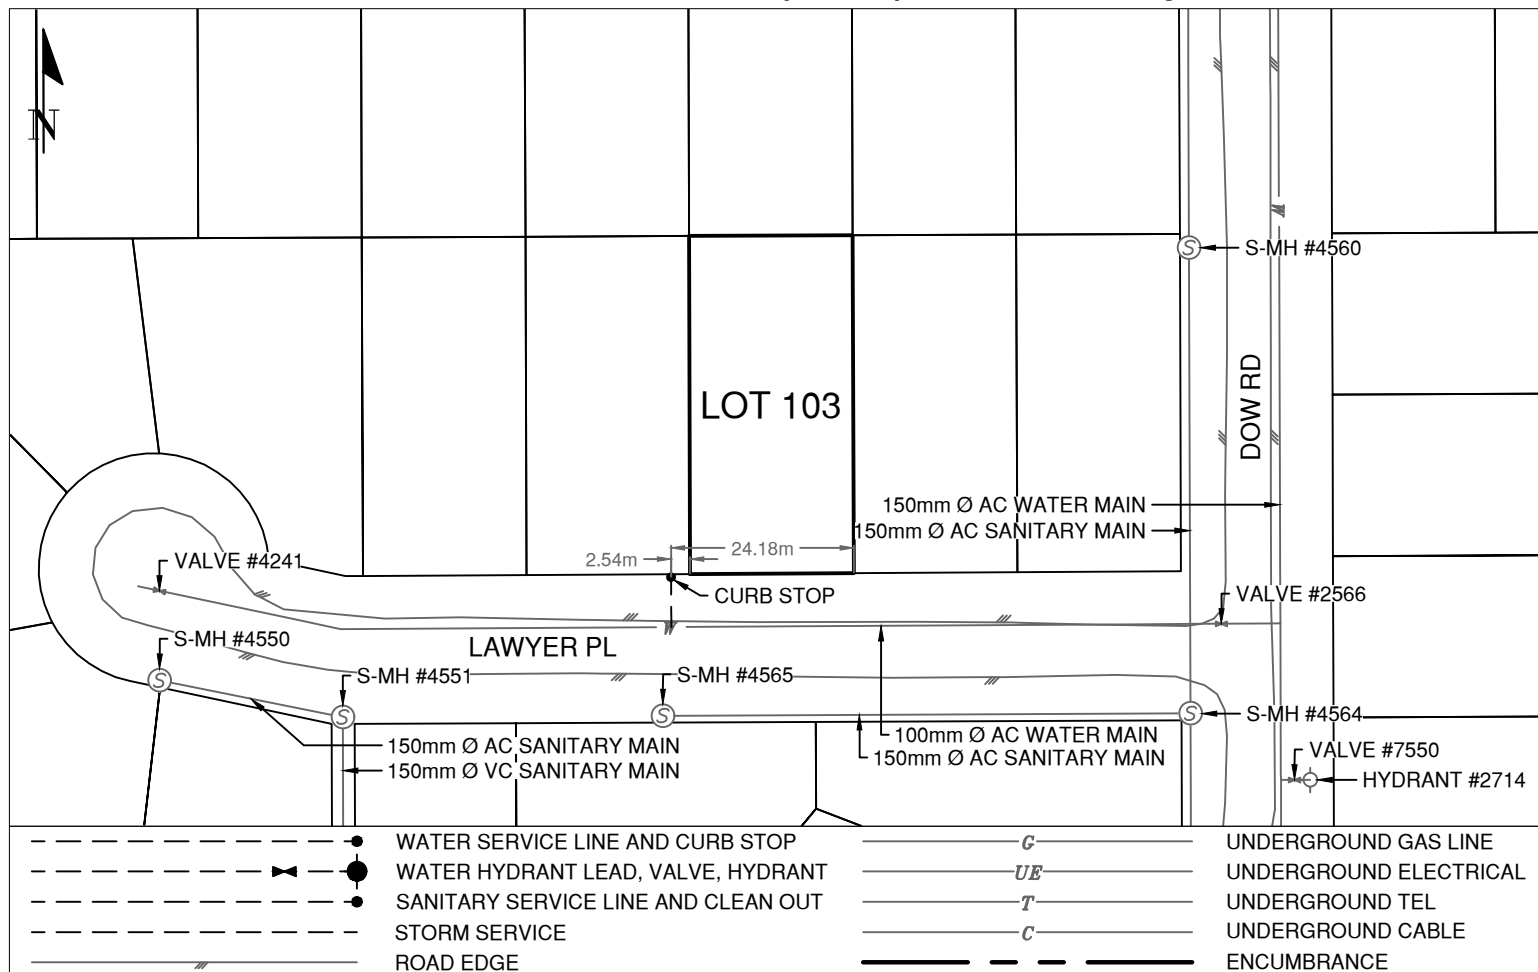 N
S-MH #4560
LOT 103
DOW RD
150mm Ø AC WATER MAIN
150mm Ø AC SANITARY MAIN
24.18m
2.54m
VALVE #4241
CURB STOP
VALVE #2566
S-MH #4550
W
LAWYER PL
W
S-MH #4551
S-MH #4565
S
S
S
S
S
S-MH #4564
100mm Ø AC WATER MAIN
150mm Ø AC SANITARY MAIN
150mm Ø AC SANITARY MAIN
150mm Ø VC SANITARY MAIN
VALVE #7550
HYDRANT #2714
WATER SERVICE LINE AND CURB STOP
WATER HYDRANT LEAD, VALVE, HYDRANT
SANITARY SERVICE LINE AND CLEAN OUT
STORM SERVICE
ROAD EDGE
G
UNDERGROUND GAS LINE
UE
UNDERGROUND ELECTRICAL
T
UNDERGROUND TEL
C
UNDERGROUND CABLE
ENCUMBRANCE